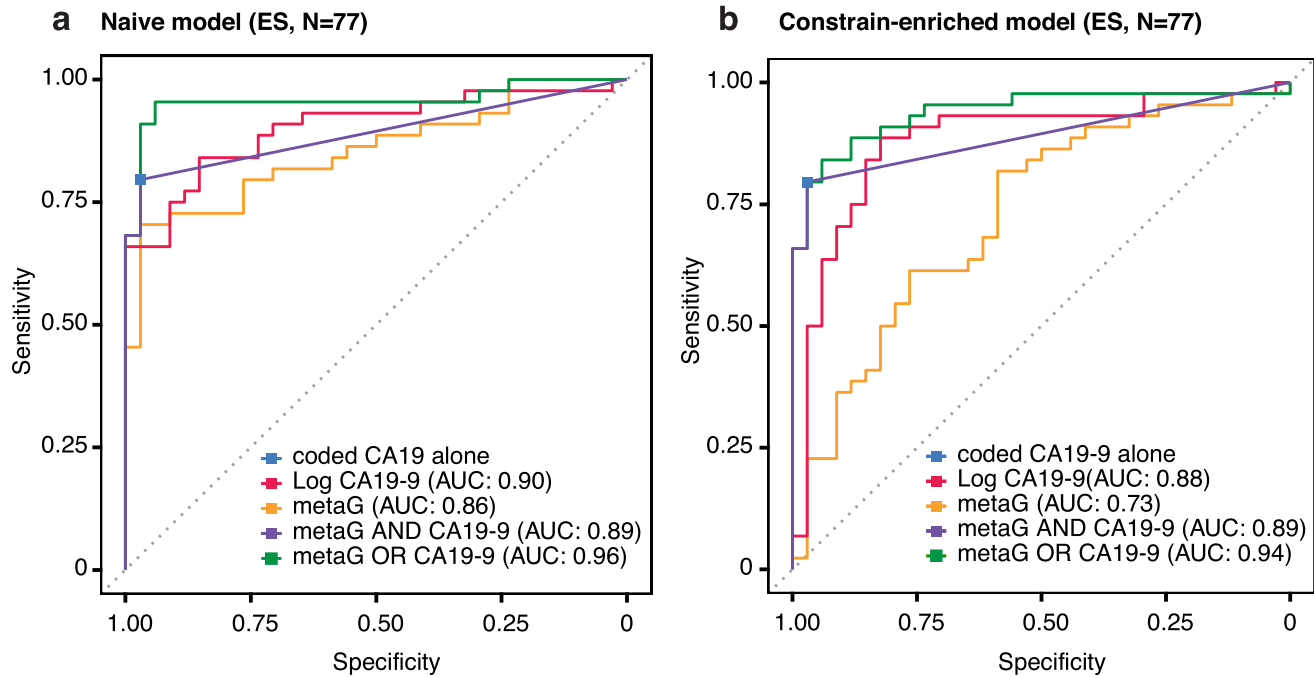 a Naive model (ES, N=77)
1.00
0.75
0.50
0.25
0
Sensitivity
coded CA19 alone
Log CA19-9 (AUC: 0.90)
metaG (AUC: 0.86)
metaG AND CA19-9 (AUC: 0.89)
metaG OR CA19-9 (AUC: 0.96)
1.00 0.75 0.50 0.25 0
Specificity
b Constrain-enriched model (ES, N=77)
1.00
0.75
0.50
0.25
0
Sensitivity
coded CA19-9 alone
Log CA19-9(AUC: 0.88)
metaG (AUC: 0.73)
metaG AND CA19-9 (AUC: 0.89)
metaG OR CA19-9 (AUC: 0.94)
1.00 0.75 0.50 0.25 0
Specificity